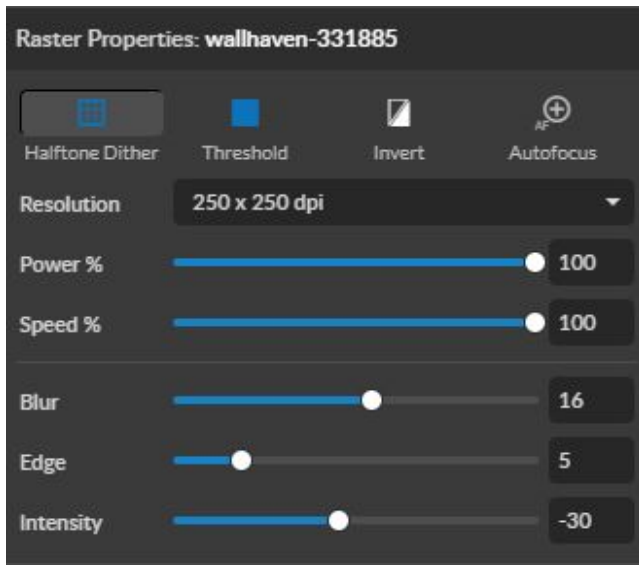 Raster Properties: wallhaven-331885
AF
Halftone Dither Threshold Invert Autofocus
Resolution 250 x 250 dpi
Power % 100
Speed % 100
Blur 16
Edge 5
Intensity -30